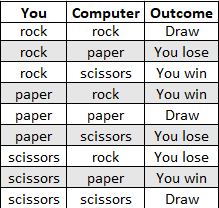 You Computer Outcome
rock rock Draw
rock paper You lose
rock scissors You win
paper rock You win
paper paper Draw
paper scissors You lose
scissors rock You lose
scissors paper You win
scissors scissors Draw